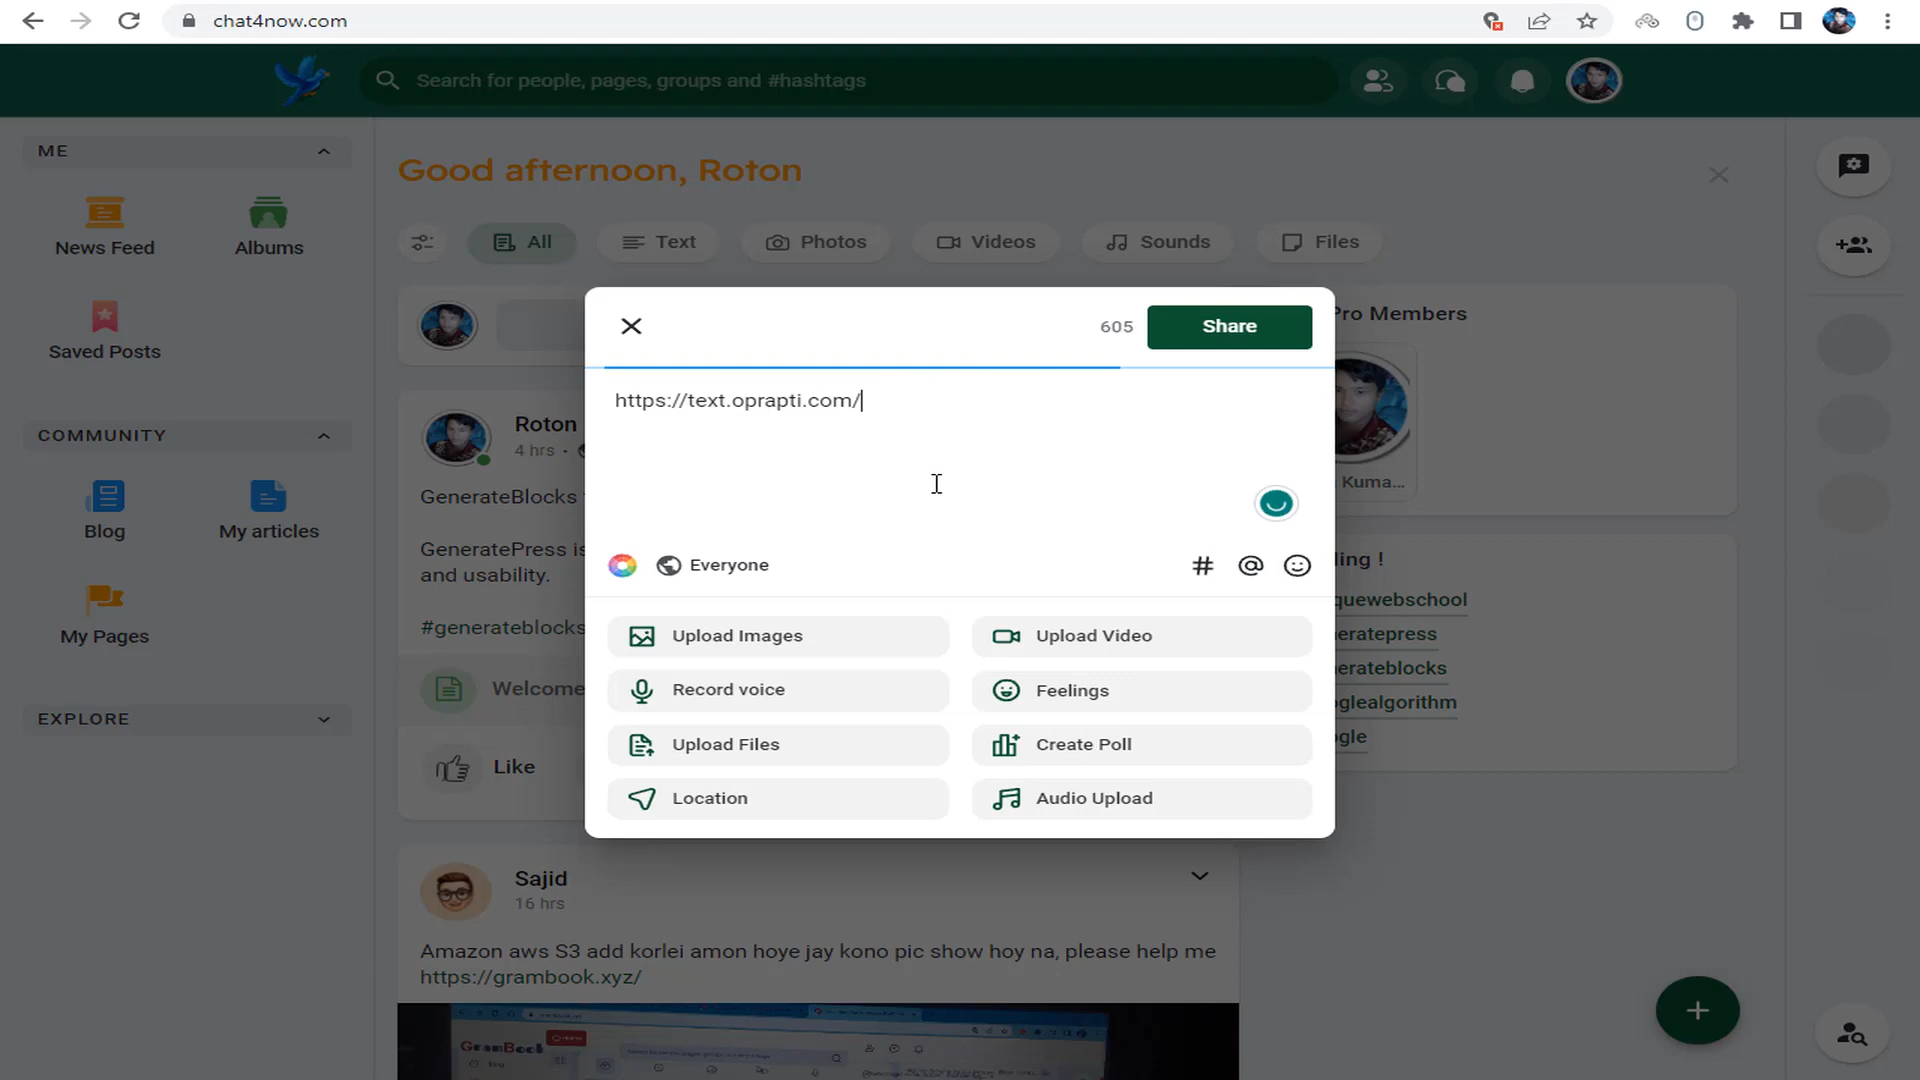 chat4now.com
Search for people, pages, groups and #hashtags
ME
News Feed
Albums
Saved Posts
COMMUNITY
Blog
My articles
My Pages
EXPLORE
Good afternoon, Roton
All
Text
Photos
Videos
Sounds
Files
605
Share
https://text.oprapti.com/
Everyone
Upload Images
Upload Video
Record voice
Feelings
Upload Files
Create Poll
Location
Audio Upload
Roton
4 hrs
GenerateBlocks
GeneratePress is
and usability.
#generateblocks
Welcome
Like
Pro Members
Kuma...
ing !
quewebschool
eratepress
erateblocks
glealgorithm
gle
Sajid
16 hrs
Amazon aws S3 add korlei amon hoye jay kono pic show hoy na, please help me
https://grambook.xyz/
GramBook